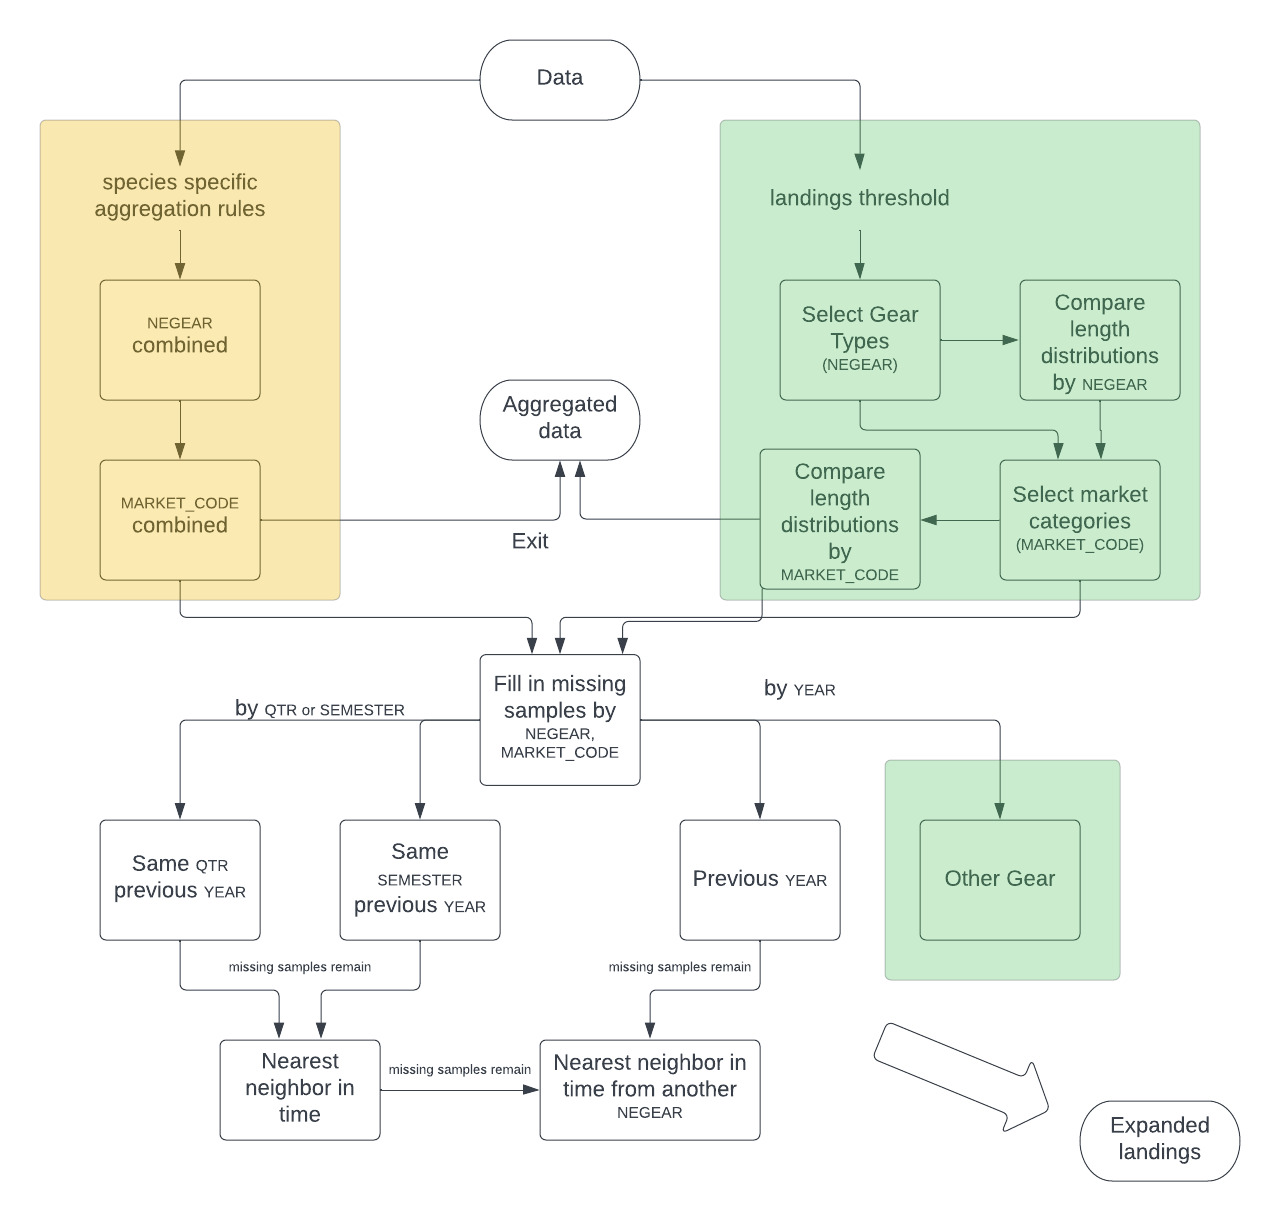 Data
species specific
aggregation rules
landings threshold
NEGEAR
combined
Select Gear
Types
(NEGEAR)
Compare
length
distributions
by NEGEAR
Aggregated
data
MARKET_CODE
combined
Exit
Compare
length
distributions
by
MARKET_CODE
Select market
categories
(MARKET_CODE)
Fill in missing
samples by
NEGEAR,
MARKET_CODE
by QTR or SEMESTER
by YEAR
Same QTR
previous YEAR
Same
SEMESTER
previous YEAR
Previous YEAR
Other Gear
missing samples remain
missing samples remain
Nearest
neighbor in
time
missing samples remain
Nearest neighbor in
time from another
NEGEAR
Expanded
landings